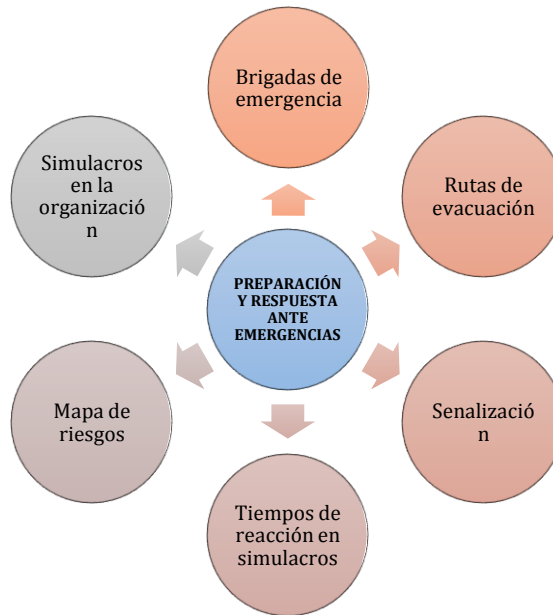 Brigadas de
emergencia
Simulacros
en la
organizació
n
Rutas de
evacuación
PREPARACIÓN
Y RESPUESTA
ANTE
EMERGENCIAS
Mapa de
riesgos
Senalizació
n
Tiempos de
reacción en
simulacros